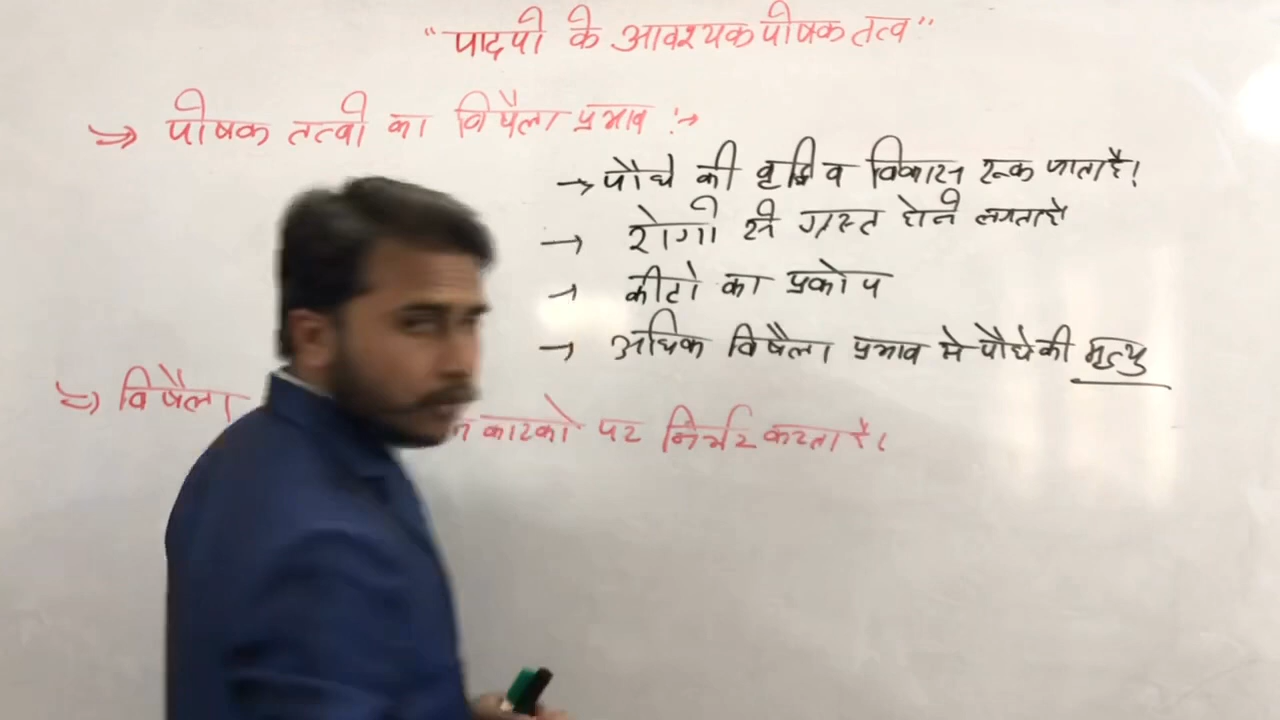 "पादपो के आवश्यक पोषक तत्व"
=> पोषक तत्वो का विषैला प्रभाव :→
→ पौधे की वृद्धि व विकास रूक जाता है।
→ रोगो से ग्रस्त होने लगता है
→ कीटो का प्रकोप
→ अधिक विषैला प्रभाव से पौधे की मृत्यु
=> विषैला कारको पर निर्भर करता है।